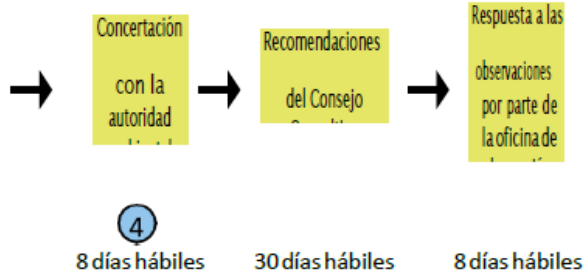 Concertación
con la
autoridad
Recomendaciones
del Consejo
Respuesta a las
observaciones
por parte de
la oficina de
4
8 días hábiles
30 días hábiles
8 días hábiles